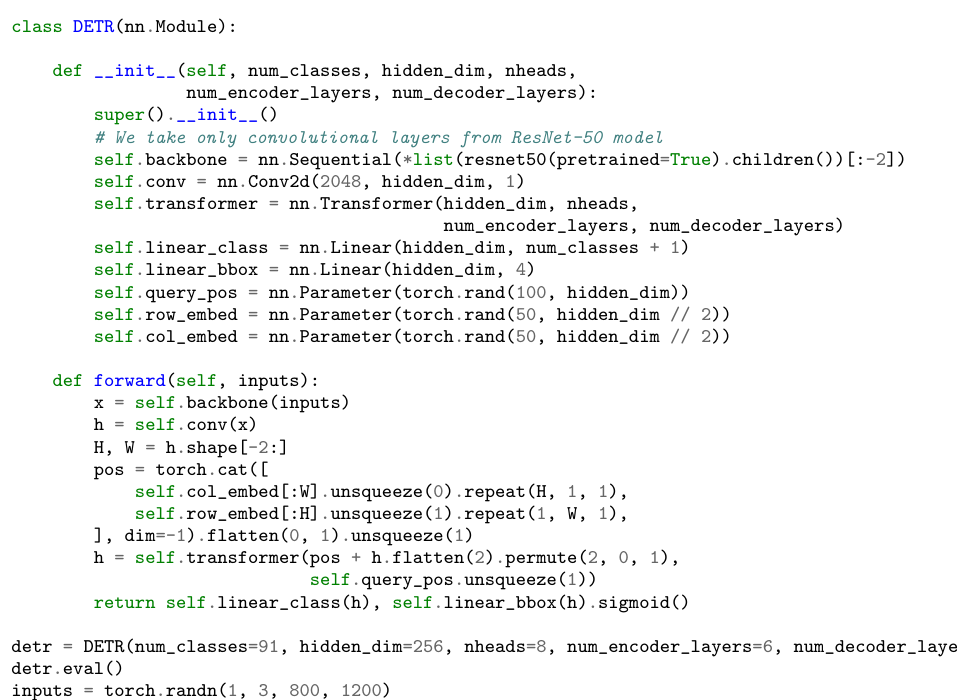 class DETR(nn.Module):
def __init__(self, num_classes, hidden_dim, nheads,
num_encoder_layers, num_decoder_layers):
super().__init__()
# We take only convolutional layers from ResNet-50 model
self.backbone = nn.Sequential(*list(resnet50(pretrained=True).children())[:-2])
self.conv = nn.Conv2d(2048, hidden_dim, 1)
self.transformer = nn.Transformer(hidden_dim, nheads,
num_encoder_layers, num_decoder_layers)
self.linear_class = nn.Linear(hidden_dim, num_classes + 1)
self.linear_bbox = nn.Linear(hidden_dim, 4)
self.query_pos = nn.Parameter(torch.rand(100, hidden_dim))
self.row_embed = nn.Parameter(torch.rand(50, hidden_dim // 2))
self.col_embed = nn.Parameter(torch.rand(50, hidden_dim // 2))
def forward(self, inputs):
x = self.backbone(inputs)
h = self.conv(x)
H, W = h.shape[-2:]
pos = torch.cat([
self.col_embed[:W].unsqueeze(0).repeat(H, 1, 1),
self.row_embed[:H].unsqueeze(1).repeat(1, W, 1),
], dim=-1).flatten(0, 1).unsqueeze(1)
h = self.transformer(pos + h.flatten(2).permute(2, 0, 1),
self.query_pos.unsqueeze(1))
return self.linear_class(h), self.linear_bbox(h).sigmoid()
detr = DETR(num_classes=91, hidden_dim=256, nheads=8, num_encoder_layers=6, num_decoder_laye
detr.eval()
inputs = torch.randn(1, 3, 800, 1200)